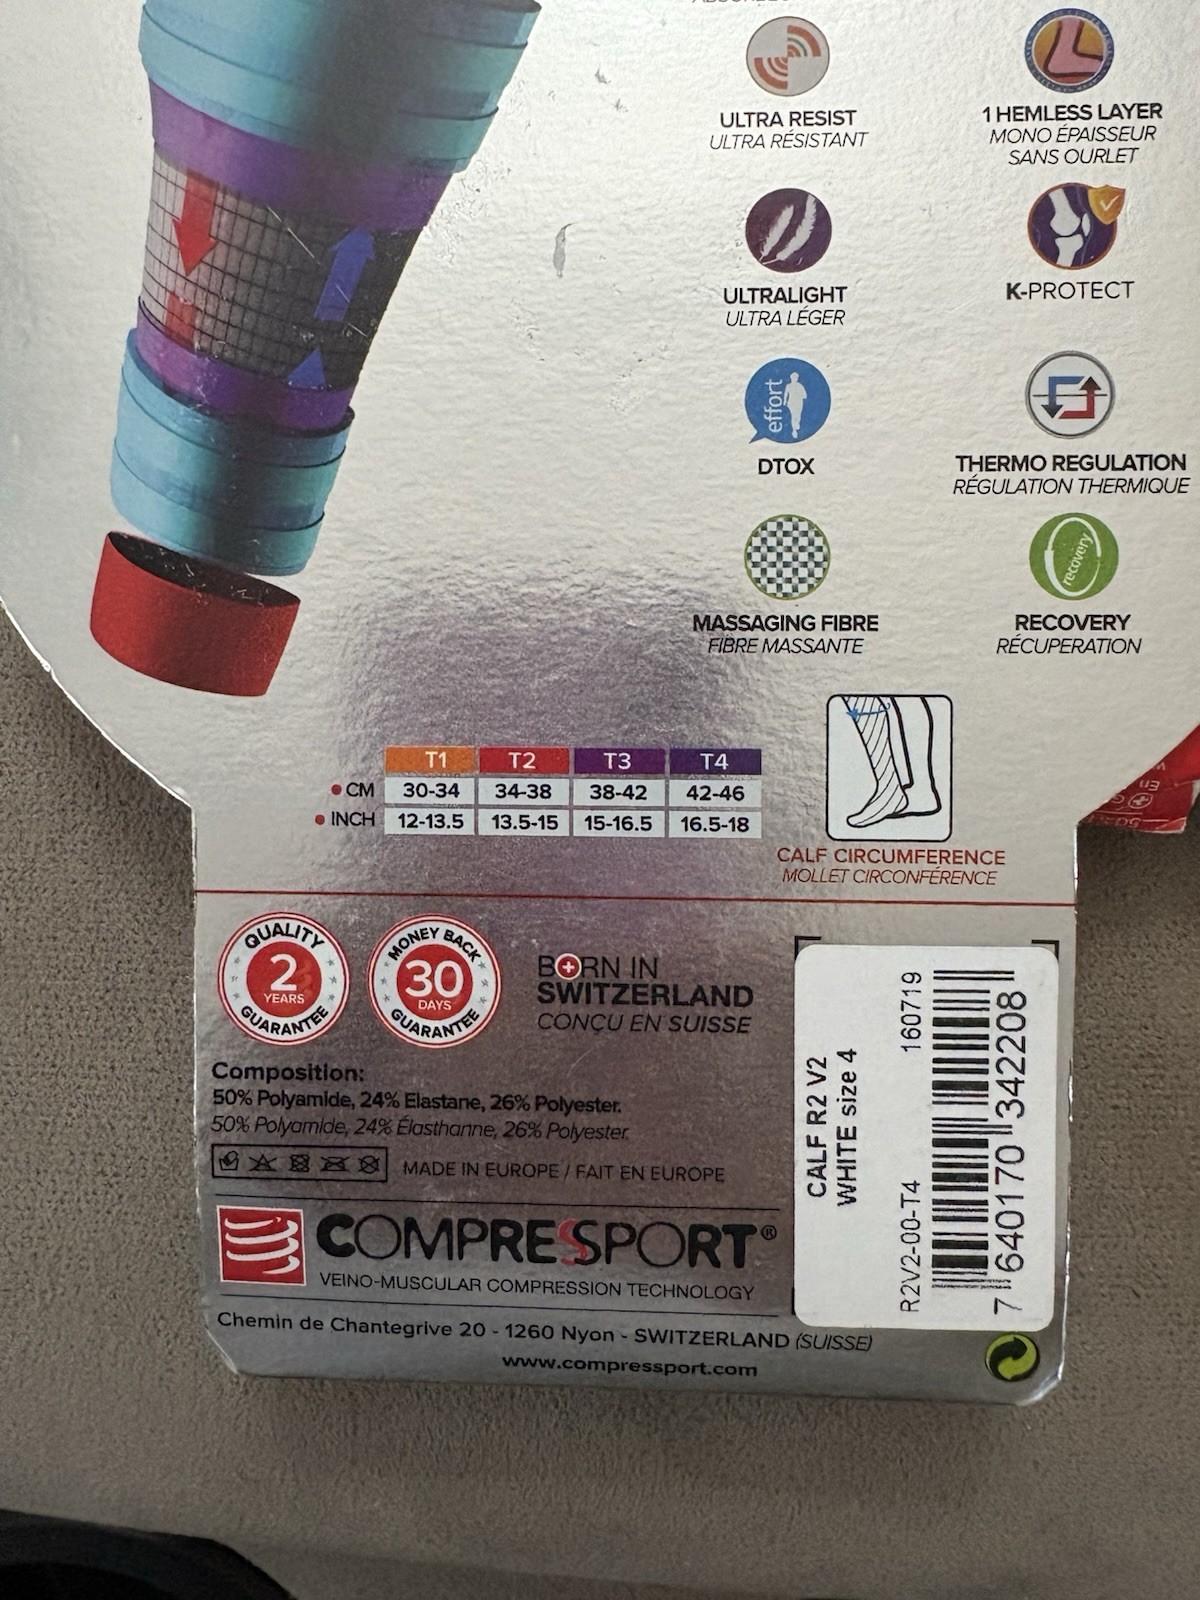 ULTRA RESIST
ULTRA RÉSISTANT
1 HEMLESS LAYER
MONO ÉPAISSEUR
SANS OURLET
ULTRALIGHT
ULTRA LÉGER
K-PROTECT
effort
DTOX
THERMO REGULATION
RÉGULATION THERMIQUE
MASSAGING FIBRE
FIBRE MASSANTE
recovery
RECOVERY
RÉCUPERATION
T1 T2 T3 T4
• CM 30-34 34-38 38-42 42-46
• INCH 12-13.5 13.5-15 15-16.5 16.5-18
CALF CIRCUMFERENCE
MOLLET CIRCONFÉRENCE
QUALITY
2
YEARS
GUARANTEE
MONEY BACK
30
DAYS
GUARANTEE
BORN IN
SWITZERLAND
CONÇU EN SUISSE
Composition:
50% Polyamide, 24% Elastane, 26% Polyester.
50% Polyamide, 24% Élasthanne, 26% Polyester.
MADE IN EUROPE / FAIT EN EUROPE
COMPRESSPORT®
VEINO-MUSCULAR COMPRESSION TECHNOLOGY
Chemin de Chantegrive 20 - 1260 Nyon - SWITZERLAND (SUISSE)
www.compressport.com
CALF R2 V2
WHITE size 4
R2V2-00-T4 160719
7 640170 342208